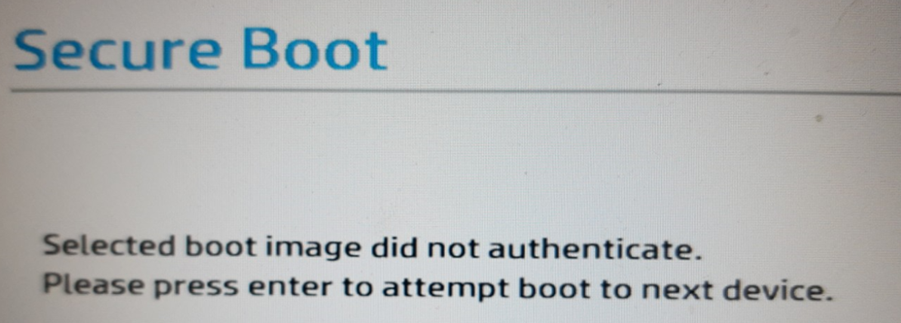 Secure Boot
Selected boot image did not authenticate.
Please press enter to attempt boot to next device.